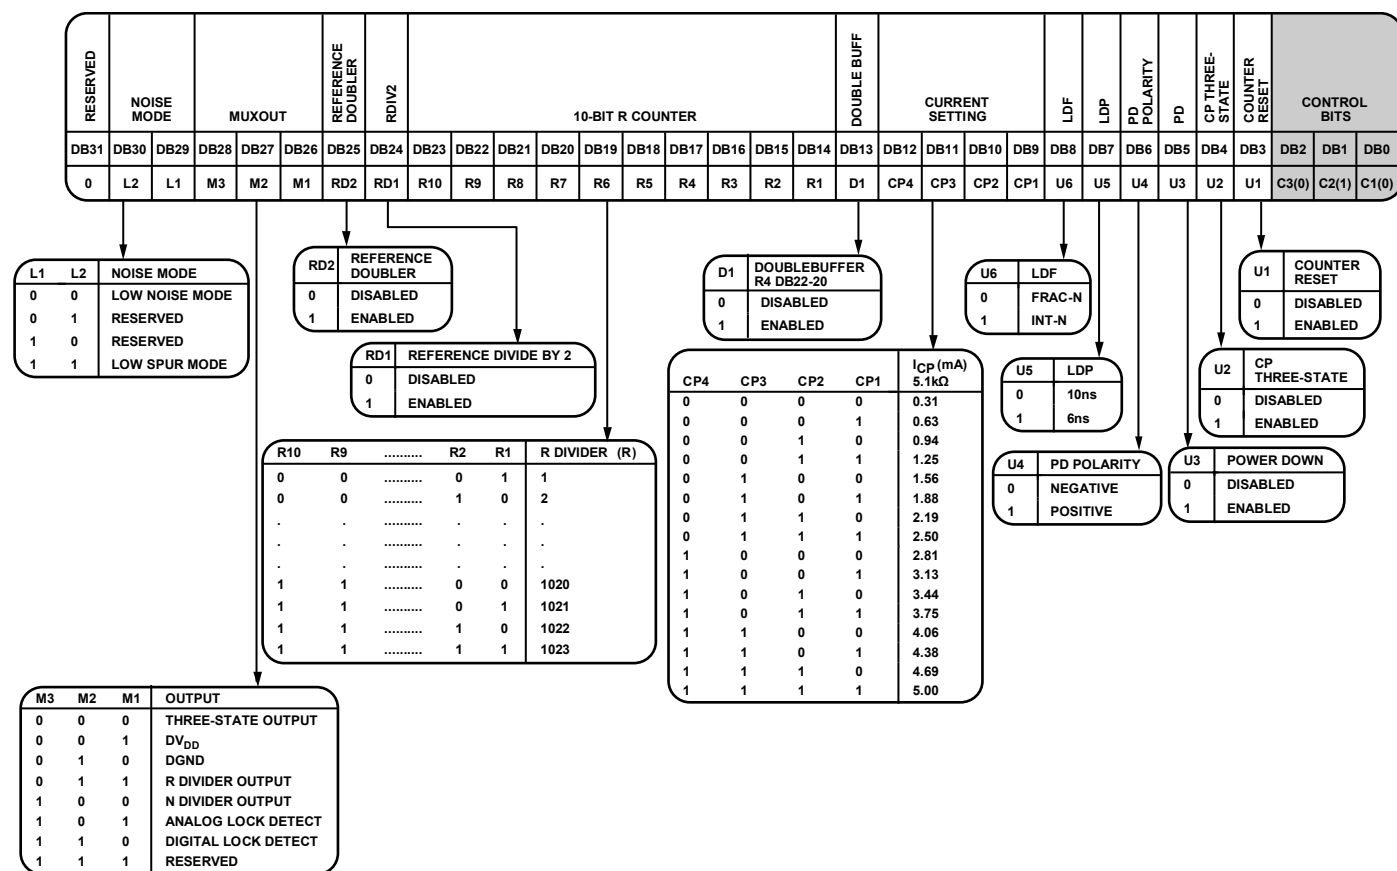 RESERVED
NOISE MODE
MUXOUT
REFERENCE DOUBLER
RDIV2
10-BIT R COUNTER
DOUBLE BUFF
CURRENT SETTING
LDF
LDP
PD POLARITY
PD
CP THREE-STATE
COUNTER RESET
CONTROL BITS
DB31 DB30 DB29 DB28 DB27 DB26 DB25 DB24 DB23 DB22 DB21 DB20 DB19 DB18 DB17 DB16 DB15 DB14 DB13 DB12 DB11 DB10 DB9 DB8 DB7 DB6 DB5 DB4 DB3 DB2 DB1 DB0
0 L2 L1 M3 M2 M1 RD2 RD1 R10 R9 R8 R7 R6 R5 R4 R3 R2 R1 D1 CP4 CP3 CP2 CP1 U6 U5 U4 U3 U2 U1 C3(0) C2(1) C1(0)
L1 L2 NOISE MODE
0 0 LOW NOISE MODE
0 1 RESERVED
1 0 RESERVED
1 1 LOW SPUR MODE
RD2 REFERENCE DOUBLER
0 DISABLED
1 ENABLED
RD1 REFERENCE DIVIDE BY 2
0 DISABLED
1 ENABLED
R10 R9 .......... R2 R1 R DIVIDER (R)
0 0 .......... 0 1 1
0 0 .......... 1 0 2
. . .......... . . .
. . .......... . . .
. . .......... . . .
1 1 .......... 0 0 1020
1 1 .......... 0 1 1021
1 1 .......... 1 0 1022
1 1 .......... 1 1 1023
D1 DOUBLEBUFFER R4 DB22-20
0 DISABLED
1 ENABLED
CP4 CP3 CP2 CP1 ICP (mA) 5.1kΩ
0 0 0 0 0.31
0 0 0 1 0.63
0 0 1 0 0.94
0 0 1 1 1.25
0 1 0 0 1.56
0 1 0 1 1.88
0 1 1 0 2.19
0 1 1 1 2.50
1 0 0 0 2.81
1 0 0 1 3.13
1 0 1 0 3.44
1 0 1 1 3.75
1 1 0 0 4.06
1 1 0 1 4.38
1 1 1 0 4.69
1 1 1 1 5.00
U6 LDF
0 FRAC-N
1 INT-N
U5 LDP
0 10ns
1 6ns
U4 PD POLARITY
0 NEGATIVE
1 POSITIVE
U1 COUNTER RESET
0 DISABLED
1 ENABLED
U2 CP THREE-STATE
0 DISABLED
1 ENABLED
U3 POWER DOWN
0 DISABLED
1 ENABLED
M3 M2 M1 OUTPUT
0 0 0 THREE-STATE OUTPUT
0 0 1 DVDD
0 1 0 DGND
0 1 1 R DIVIDER OUTPUT
1 0 0 N DIVIDER OUTPUT
1 0 1 ANALOG LOCK DETECT
1 1 0 DIGITAL LOCK DETECT
1 1 1 RESERVED